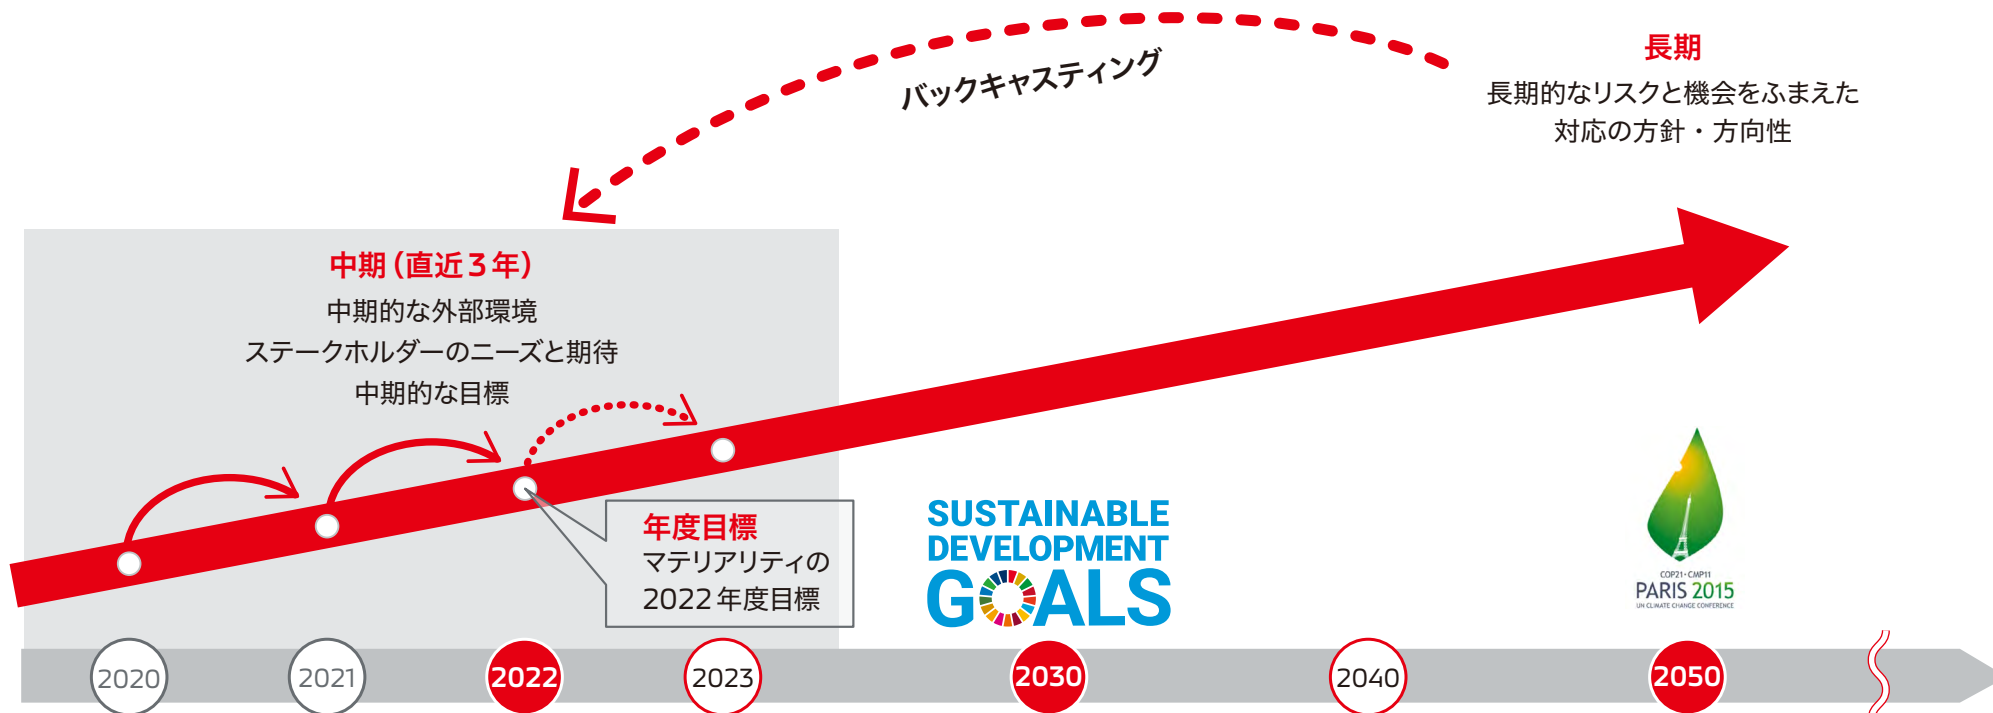 バックキャスティング
長期
長期的なリスクと機会をふまえた
対応の方針・方向性
中期(直近3年)
中期的な外部環境
ステークホルダーのニーズと期待
中期的な目標
年度目標
マテリアリティの
2022年度目標
SUSTAINABLE
DEVELOPMENT
GOALS
COP21・CMP11
PARIS 2015
UN CLIMATE CHANGE CONFERENCE
2020
2021
2022
2023
2030
2040
2050